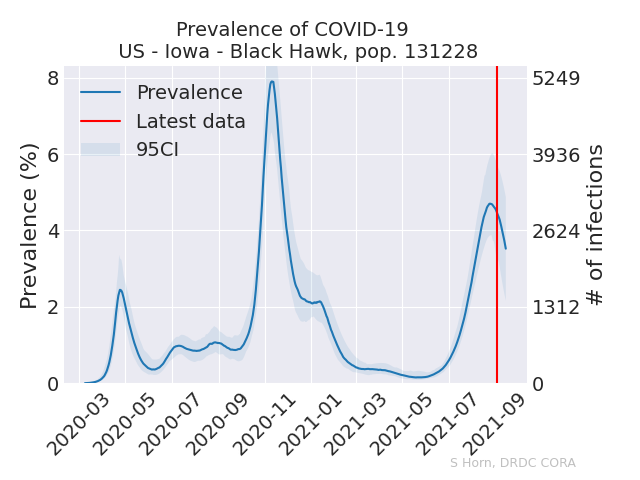 Prevalence of COVID-19
US - Iowa - Black Hawk, pop. 131228
Prevalence (%)
8
6
4
2
0
Prevalence
Latest data
95CI
5249
3936
2624
1312
0
# of infections
2020-03
2020-05
2020-07
2020-09
2020-11
2021-01
2021-03
2021-05
2021-07
2021-09
S Horn, DRDC CORA